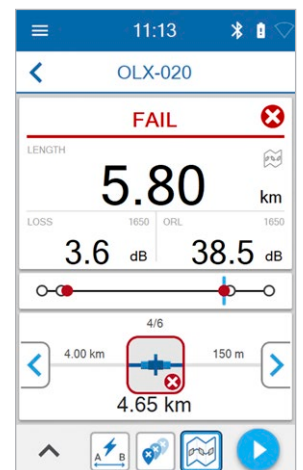 11:13
OLX-020
FAIL
LENGTH
5.80 km
LOSS 1650 ORL 1650
3.6 dB 38.5 dB
4/6
4.00 km 150 m
4.65 km
A B